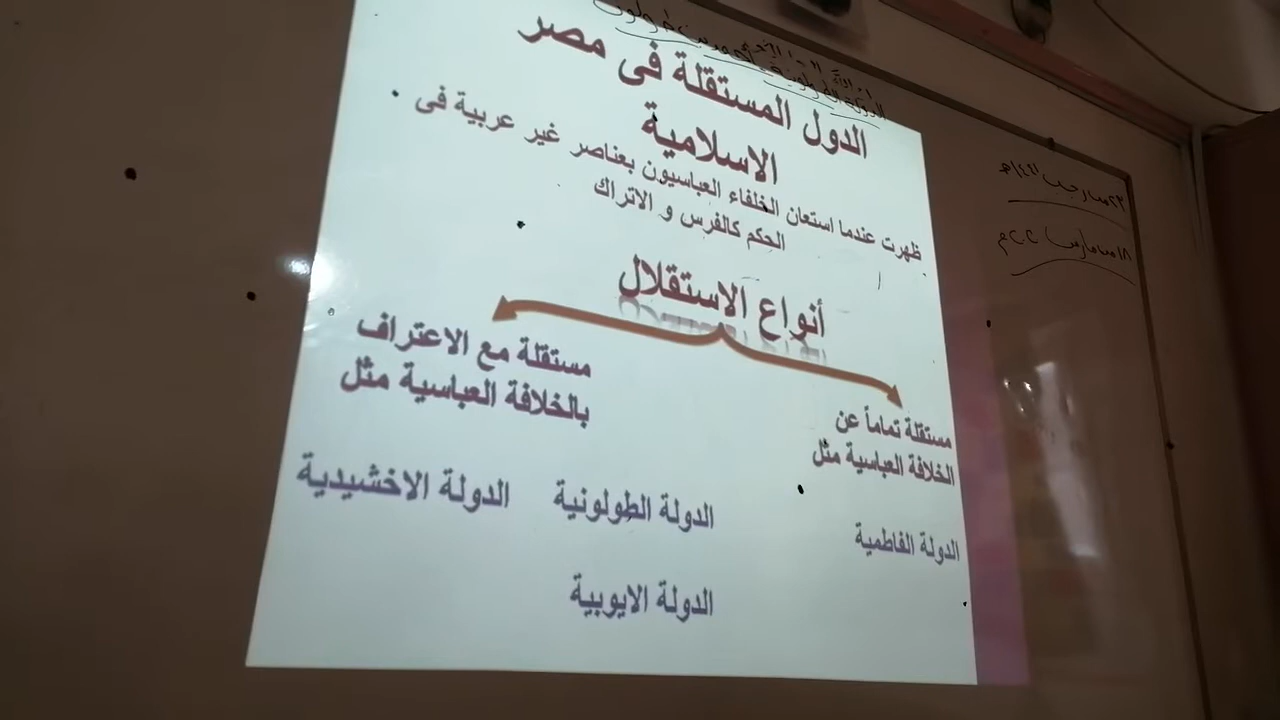 الدولة الطولونية
الدول المستقلة فى مصر
الاسلامية
ظهرت عندما استعان الخلفاء العباسيون بعناصر غير عربية فى
الحكم كالفرس و الاتراك
أنواع الاستقلال
مستقلة تماماً عن
الخلافة العباسية مثل
الدولة الفاطمية
مستقلة مع الاعتراف
بالخلافة العباسية مثل
الدولة الطولونية
الدولة الاخشيدية
الدولة الايوبية